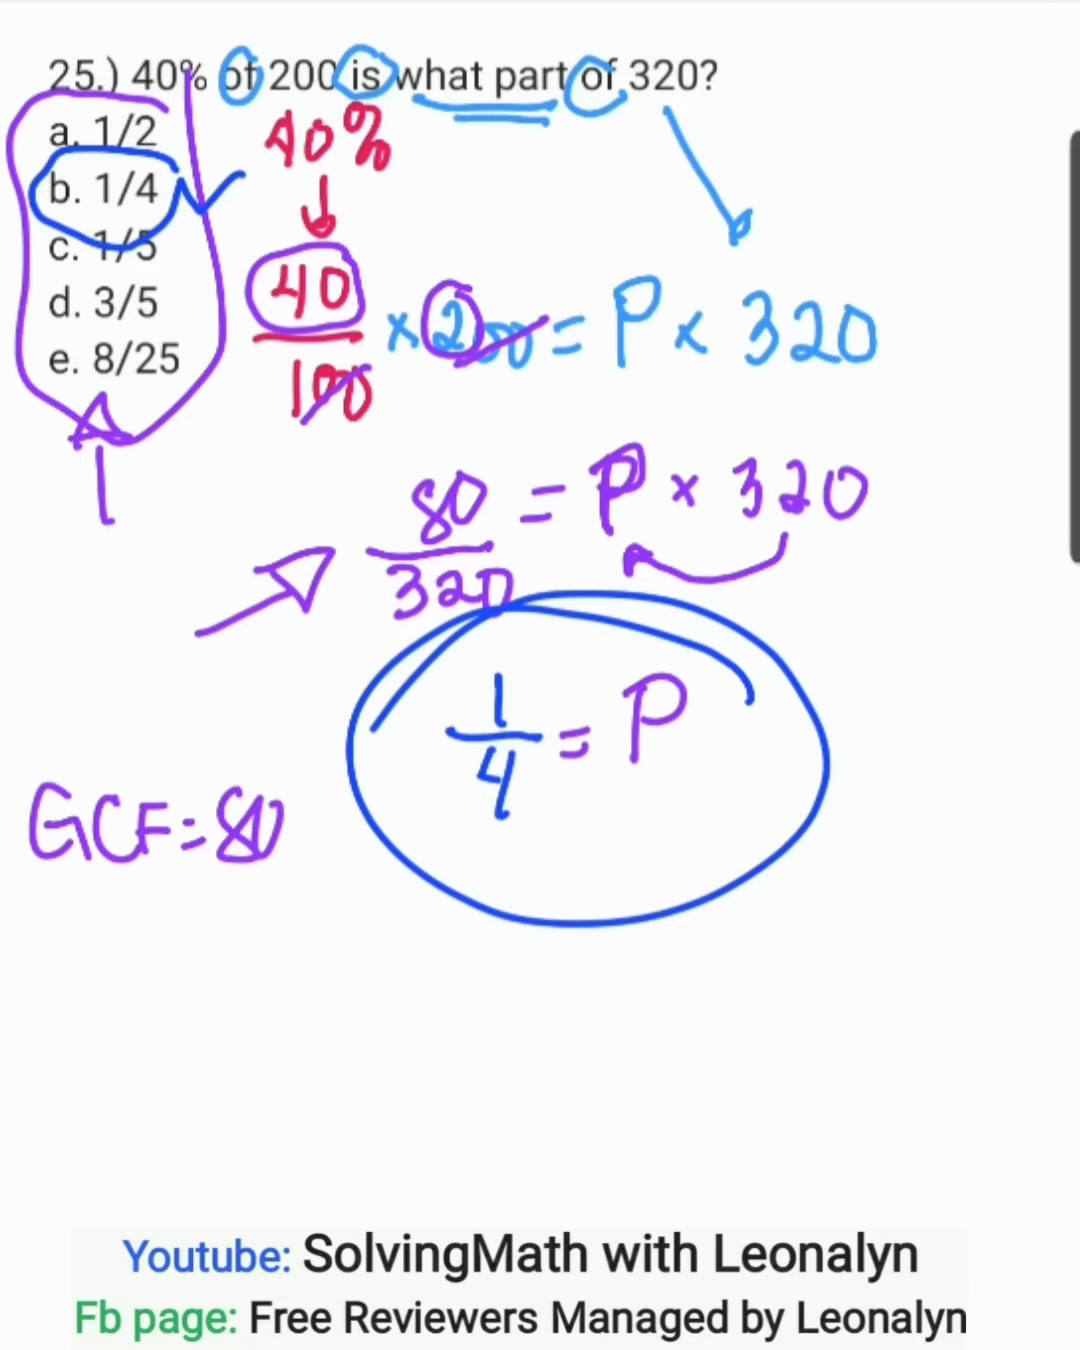 25.) 40% of 200 is what part of 320?
a. 1/2
b. 1/4
c. 1/5
d. 3/5
e. 8/25
40%
40/100 × 200 = P × 320
80 = P × 320
320
1/4 = P
GCF = 80
Youtube: SolvingMath with Leonalyn
Fb page: Free Reviewers Managed by Leonalyn